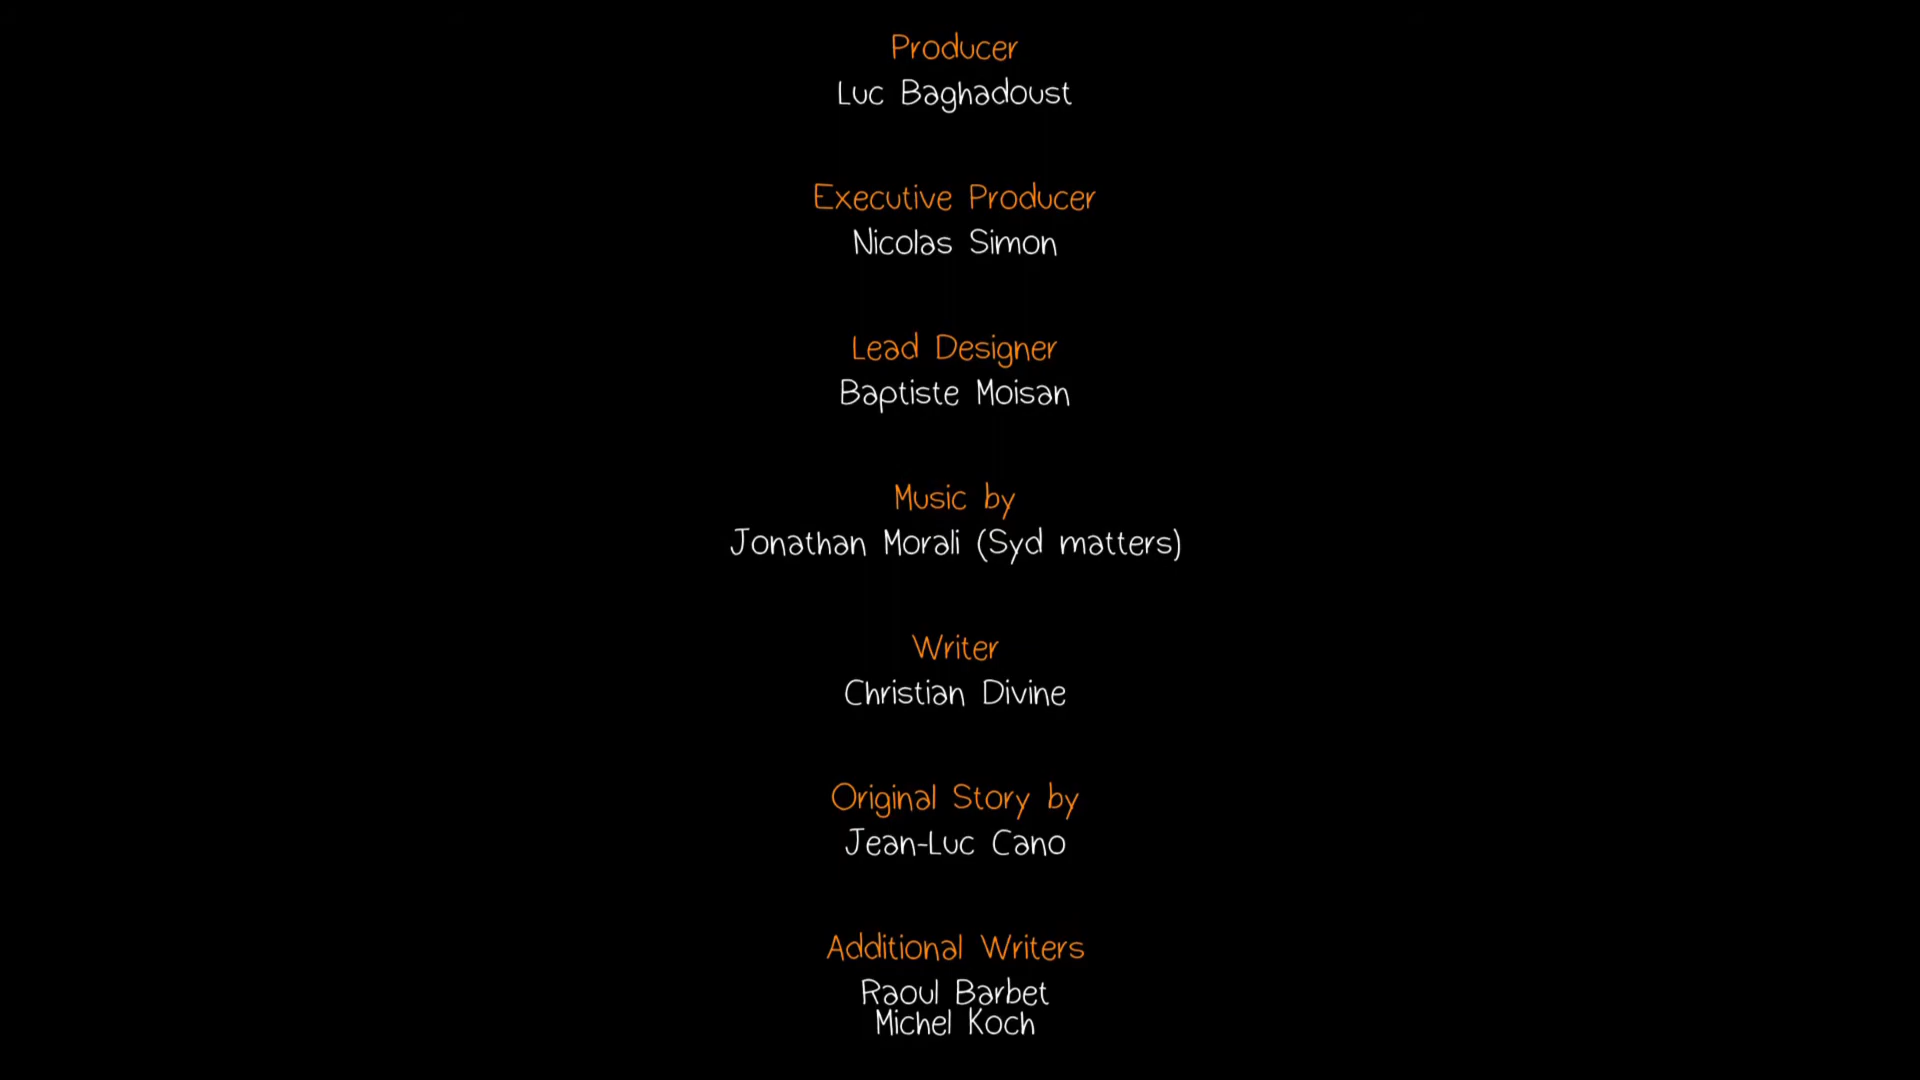 Producer
Luc Baghadoust
Executive Producer
Nicolas Simon
Lead Designer
Baptiste Moisan
Music by
Jonathan Morali (Syd matters)
Writer
Christian Divine
Original Story by
Jean-Luc Cano
Additional Writers
Raoul Barbet
Michel Koch